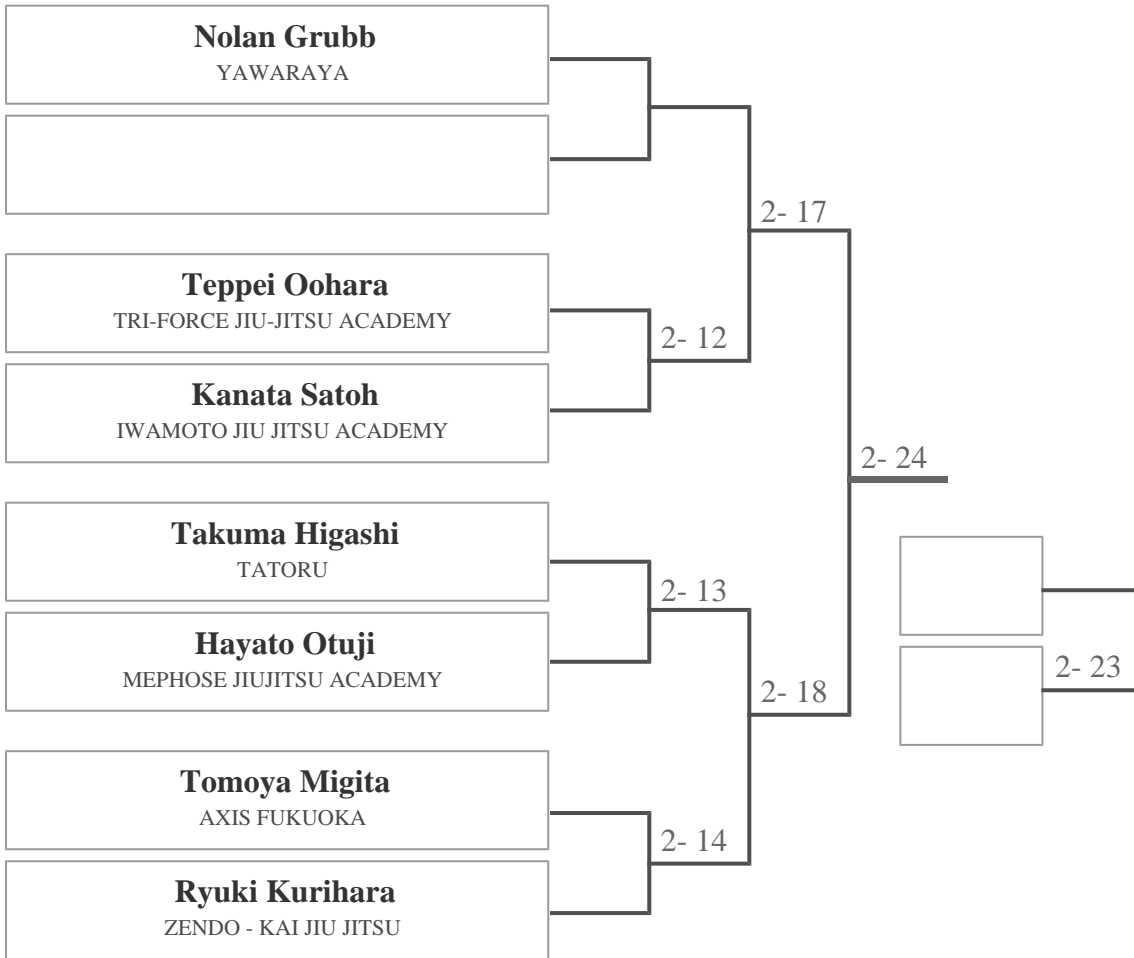 Nolan Grubb
YAWARAYA
2- 17
Teppei Oohara
TRI-FORCE JIU-JITSU ACADEMY
2- 12
Kanata Satoh
IWAMOTO JIU JITSU ACADEMY
2- 24
Takuma Higashi
TATORU
2- 13
Hayato Otuji
MEPHOSE JIUJITSU ACADEMY
2- 23
2- 18
Tomoya Migita
AXIS FUKUOKA
2- 14
Ryuki Kurihara
ZENDO - KAI JIU JITSU